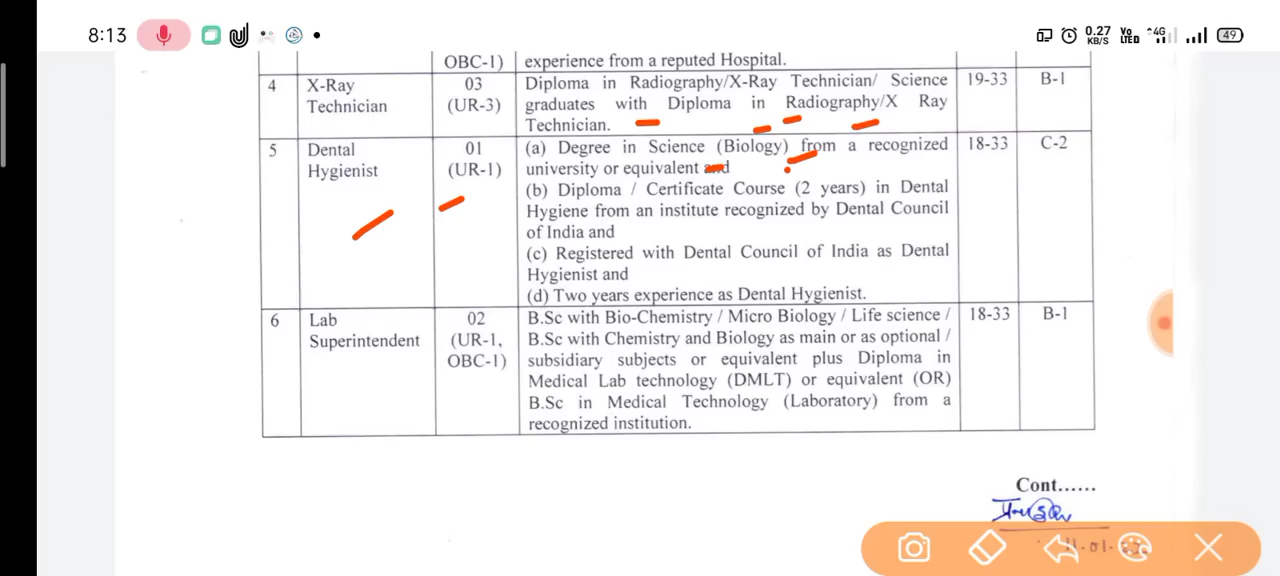 8:13
0.27 KB/S Vo LTED 4G 49
OBC-1) experience from a reputed Hospital.
4 X-Ray 03 Diploma in Radiography/X-Ray Technician/ Science 19-33 B-1
Technician (UR-3) graduates with Diploma in Radiography/X Ray
Technician.
5 Dental 01 (a) Degree in Science (Biology) from a recognized 18-33 C-2
Hygienist (UR-1) university or equivalent and
(b) Diploma / Certificate Course (2 years) in Dental
Hygiene from an institute recognized by Dental Council
of India and
(c) Registered with Dental Council of India as Dental
Hygienist and
(d) Two years experience as Dental Hygienist.
6 Lab 02 B.Sc with Bio-Chemistry / Micro Biology / Life science / 18-33 B-1
Superintendent (UR-1, B.Sc with Chemistry and Biology as main or as optional /
OBC-1) subsidiary subjects or equivalent plus Diploma in
Medical Lab technology (DMLT) or equivalent (OR)
B.Sc in Medical Technology (Laboratory) from a
recognized institution.
Cont......